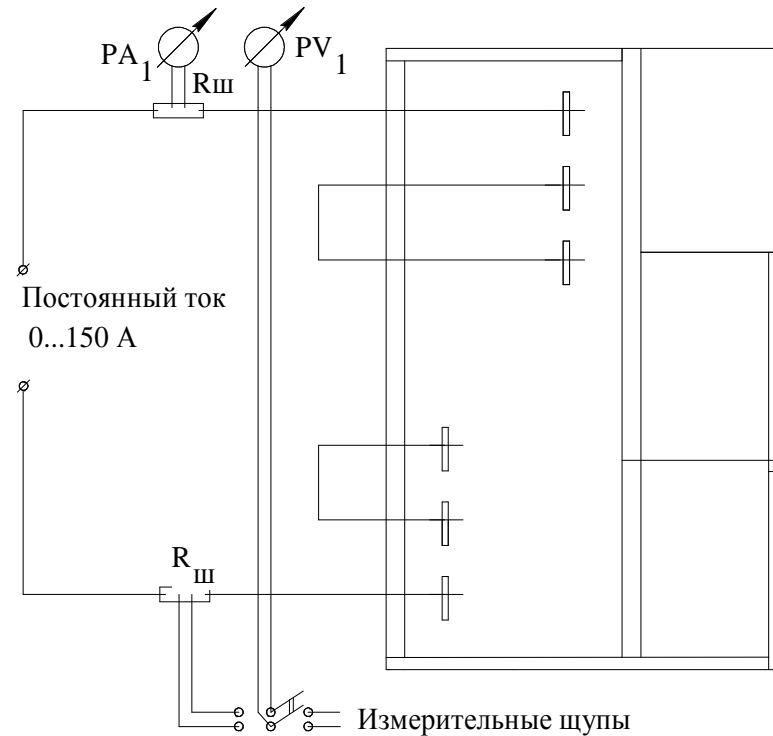 PA1 Rш PV1
Постоянный ток
0...150 А
Rш
Измерительные щупы